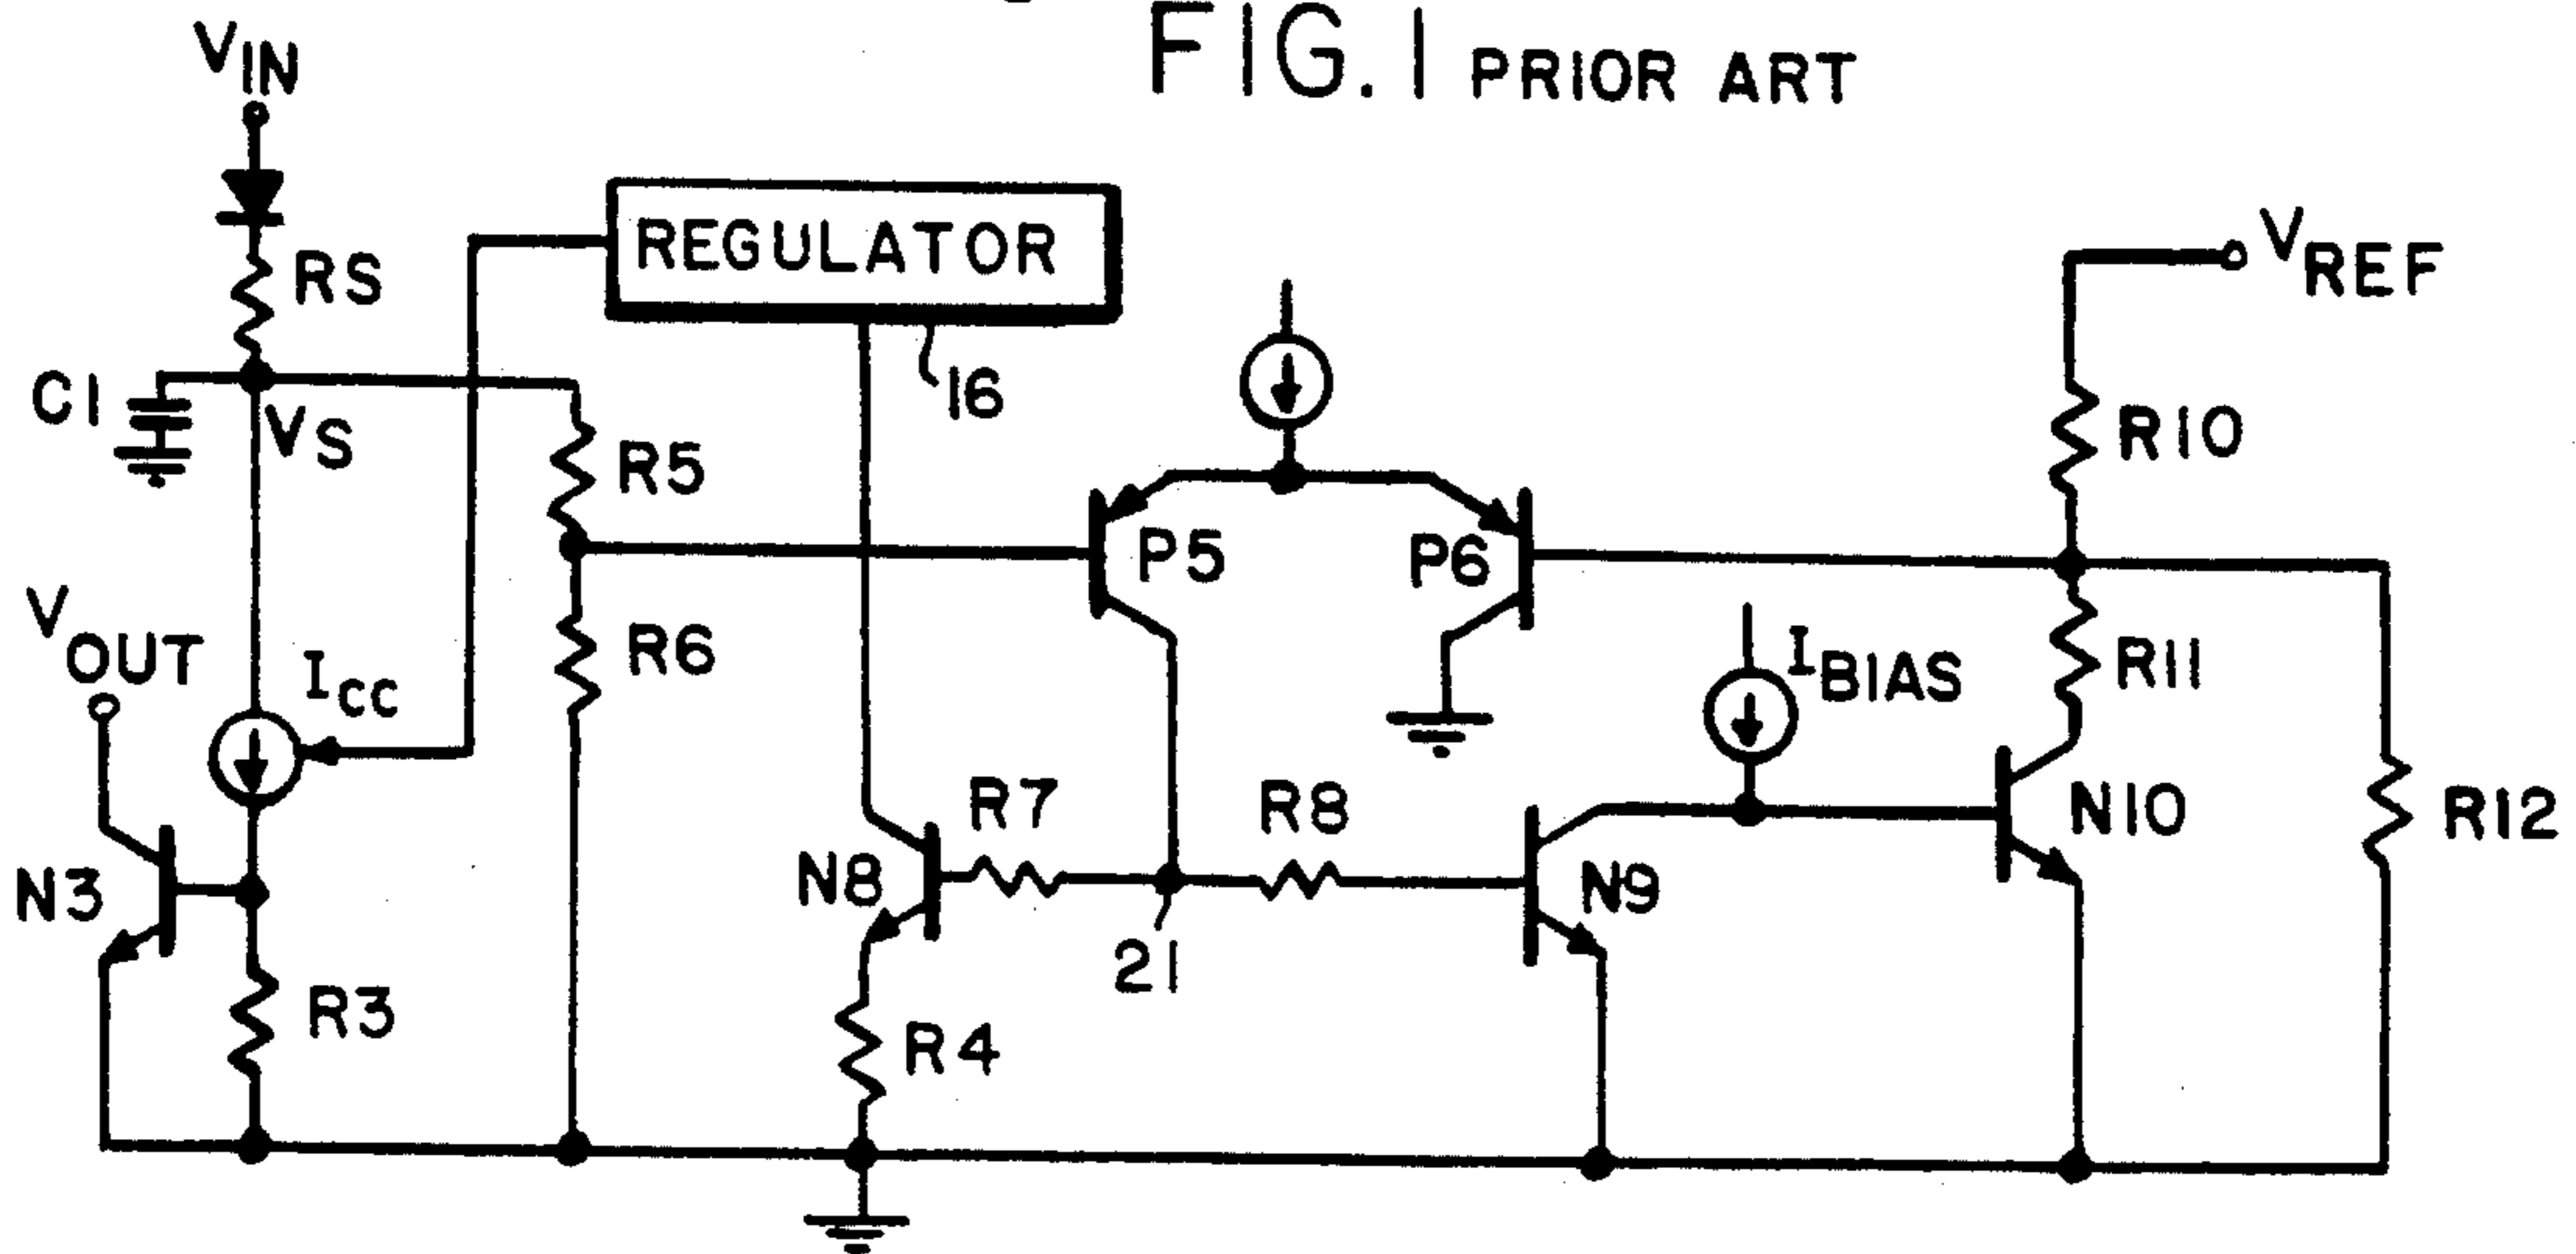 FIG. 1 PRIOR ART
VIN
RS
REGULATOR
VREF
C1
VS
16
R5
R10
P5
P6
VOUT
ICC
R6
IBIAS
R11
R7
R8
N10
R12
N3
N8
N9
21
R3
R4